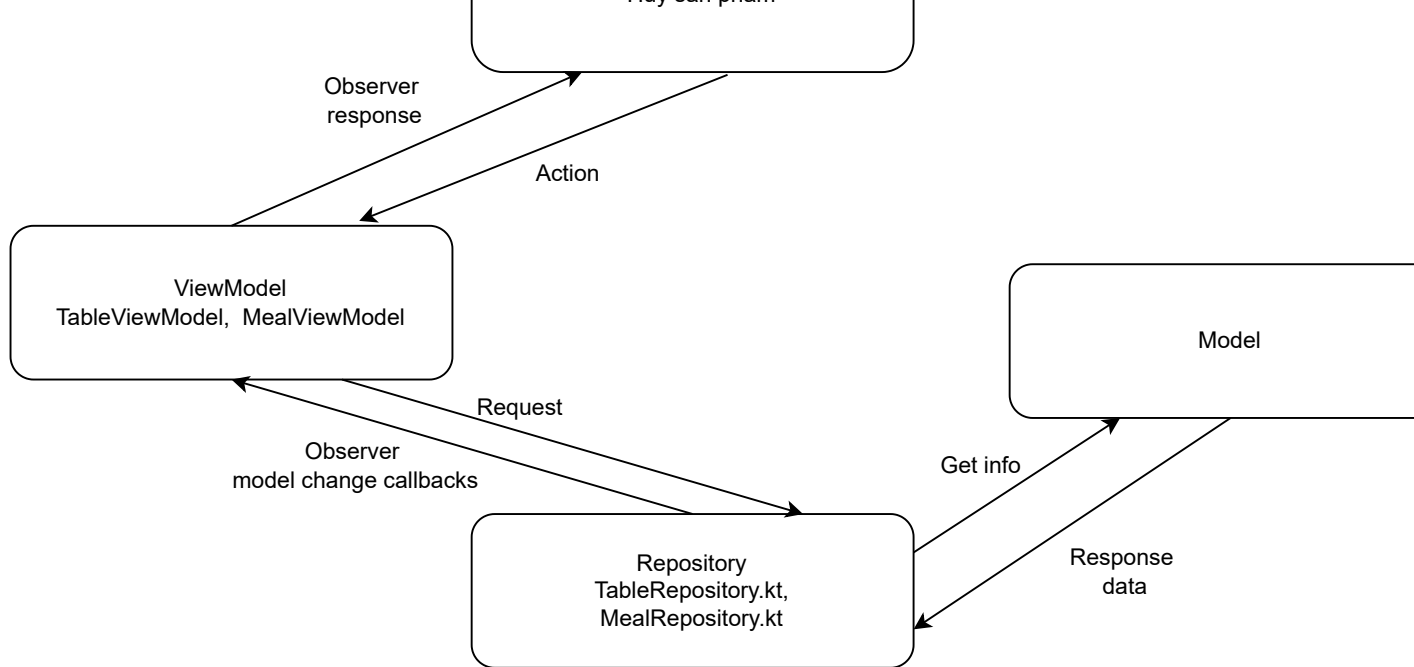 Observer
response
Action
ViewModel
TableViewModel, MealViewModel
Model
Request
Observer
model change callbacks
Get info
Response
data
Repository
TableRepository.kt,
MealRepository.kt